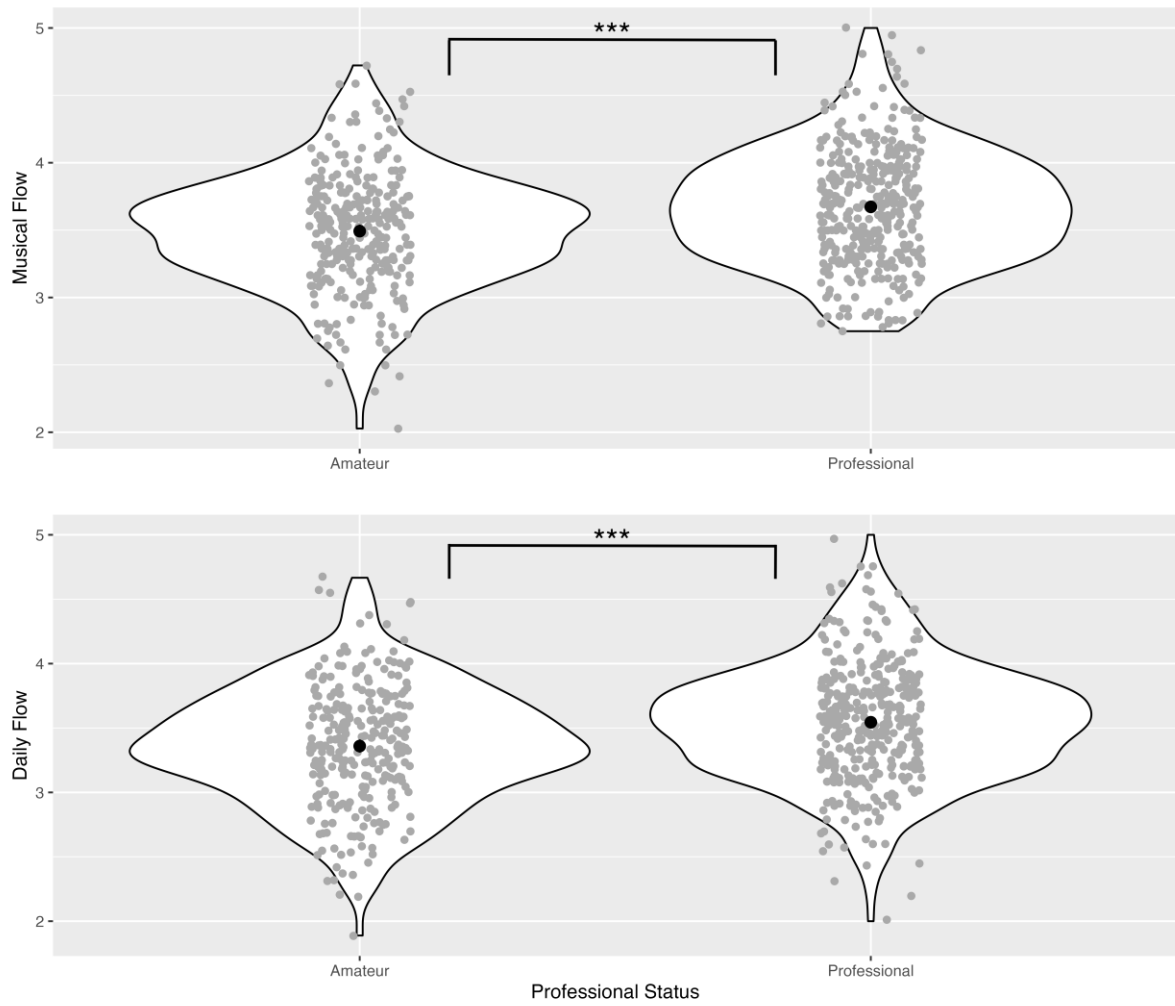 ***
5
4
3
2
Musical Flow
Amateur
Professional
***
5
4
3
2
Daily Flow
Amateur
Professional
Professional Status